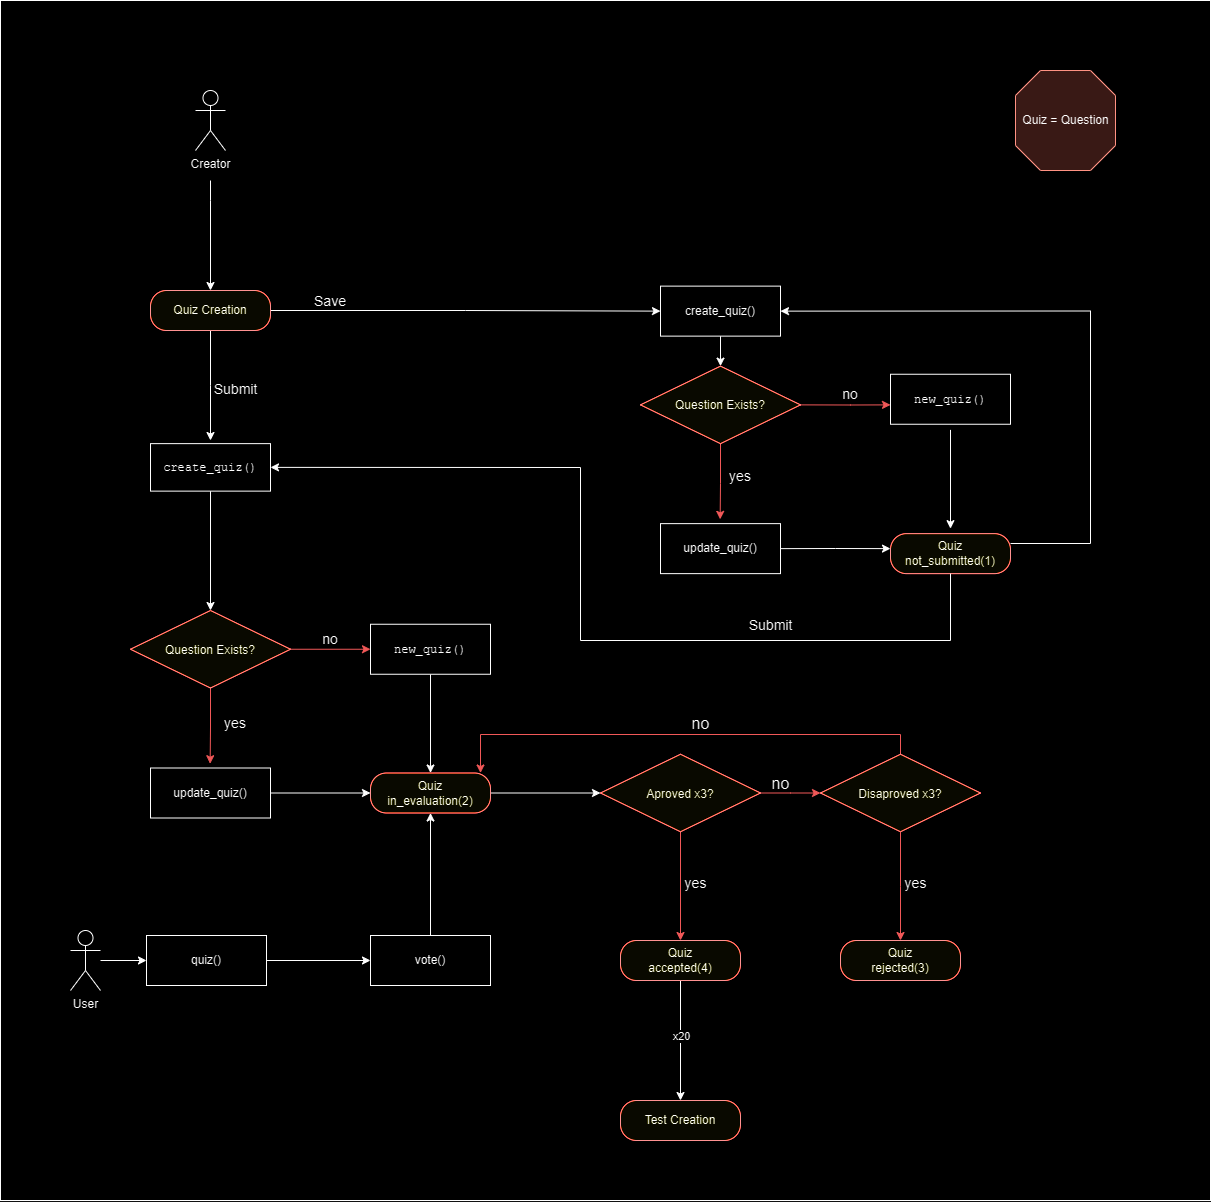 Quiz = Question
Creator
Quiz Creation
Save
create_quiz()
Submit
Question Exists?
no
new_quiz()
create_quiz()
yes
update_quiz()
Quiz
not_submitted(1)
Submit
Question Exists?
no
new_quiz()
yes
no
update_quiz()
Quiz
in_evaluation(2)
Aproved x3?
no
Disaproved x3?
yes
yes
User
quiz()
vote()
Quiz
accepted(4)
Quiz
rejected(3)
x20
Test Creation